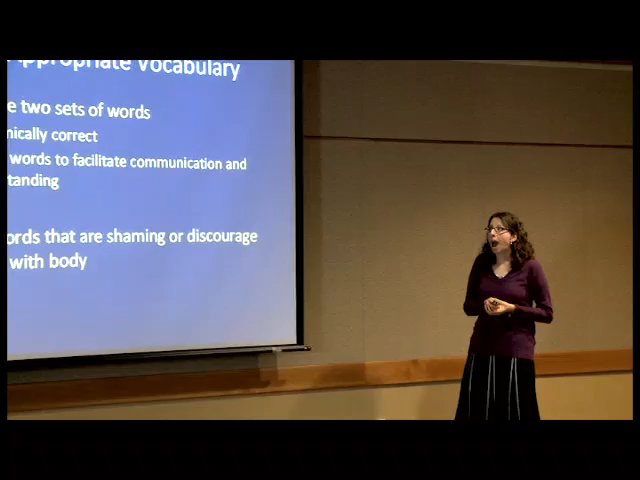 Appropriate Vocabulary
e two sets of words
nically correct
words to facilitate communication and
tanding
ords that are shaming or discourage
with body